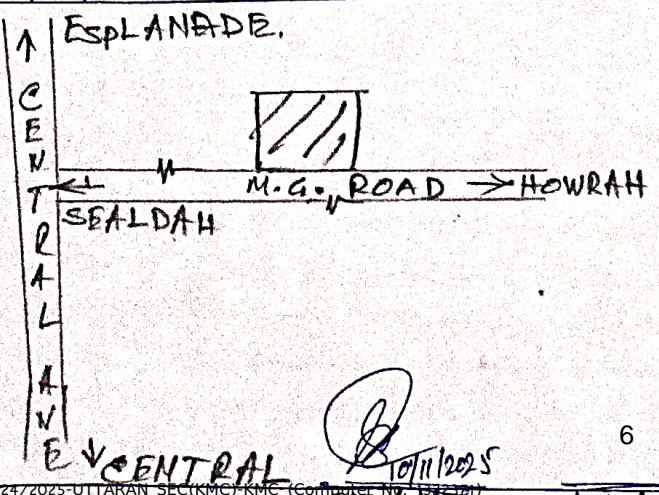 ↑ ESPLANADE.
CENTRAL AVE
M.G. ROAD → HOWRAH
←
SEALDAH
↓ CENTRAL
10/11/2025
6
24/2025-UTTARAN SEC(KMC)-KMC (Computer No.